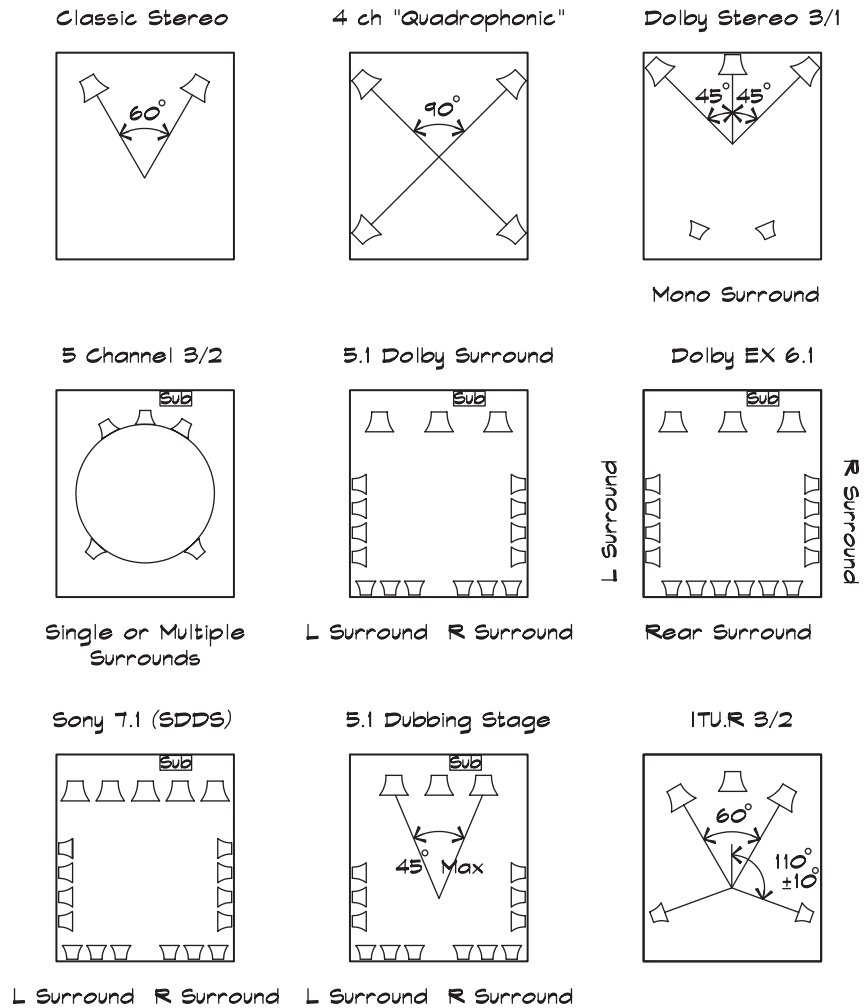 Classic Stereo
4 ch "Quadrophonic"
Dolby Stereo 3/1
60°
90°
45° 45°
Mono Surround
5 Channel 3/2
5.1 Dolby Surround
Dolby EX 6.1
Sub
Sub
Sub
L Surround
R Surround
Single or Multiple
Surrounds
L Surround R Surround
Rear Surround
Sony 7.1 (SDDS)
5.1 Dubbing Stage
ITU.R 3/2
Sub
Sub
45° Max
60°
110°
±10°
L Surround R Surround
L Surround R Surround